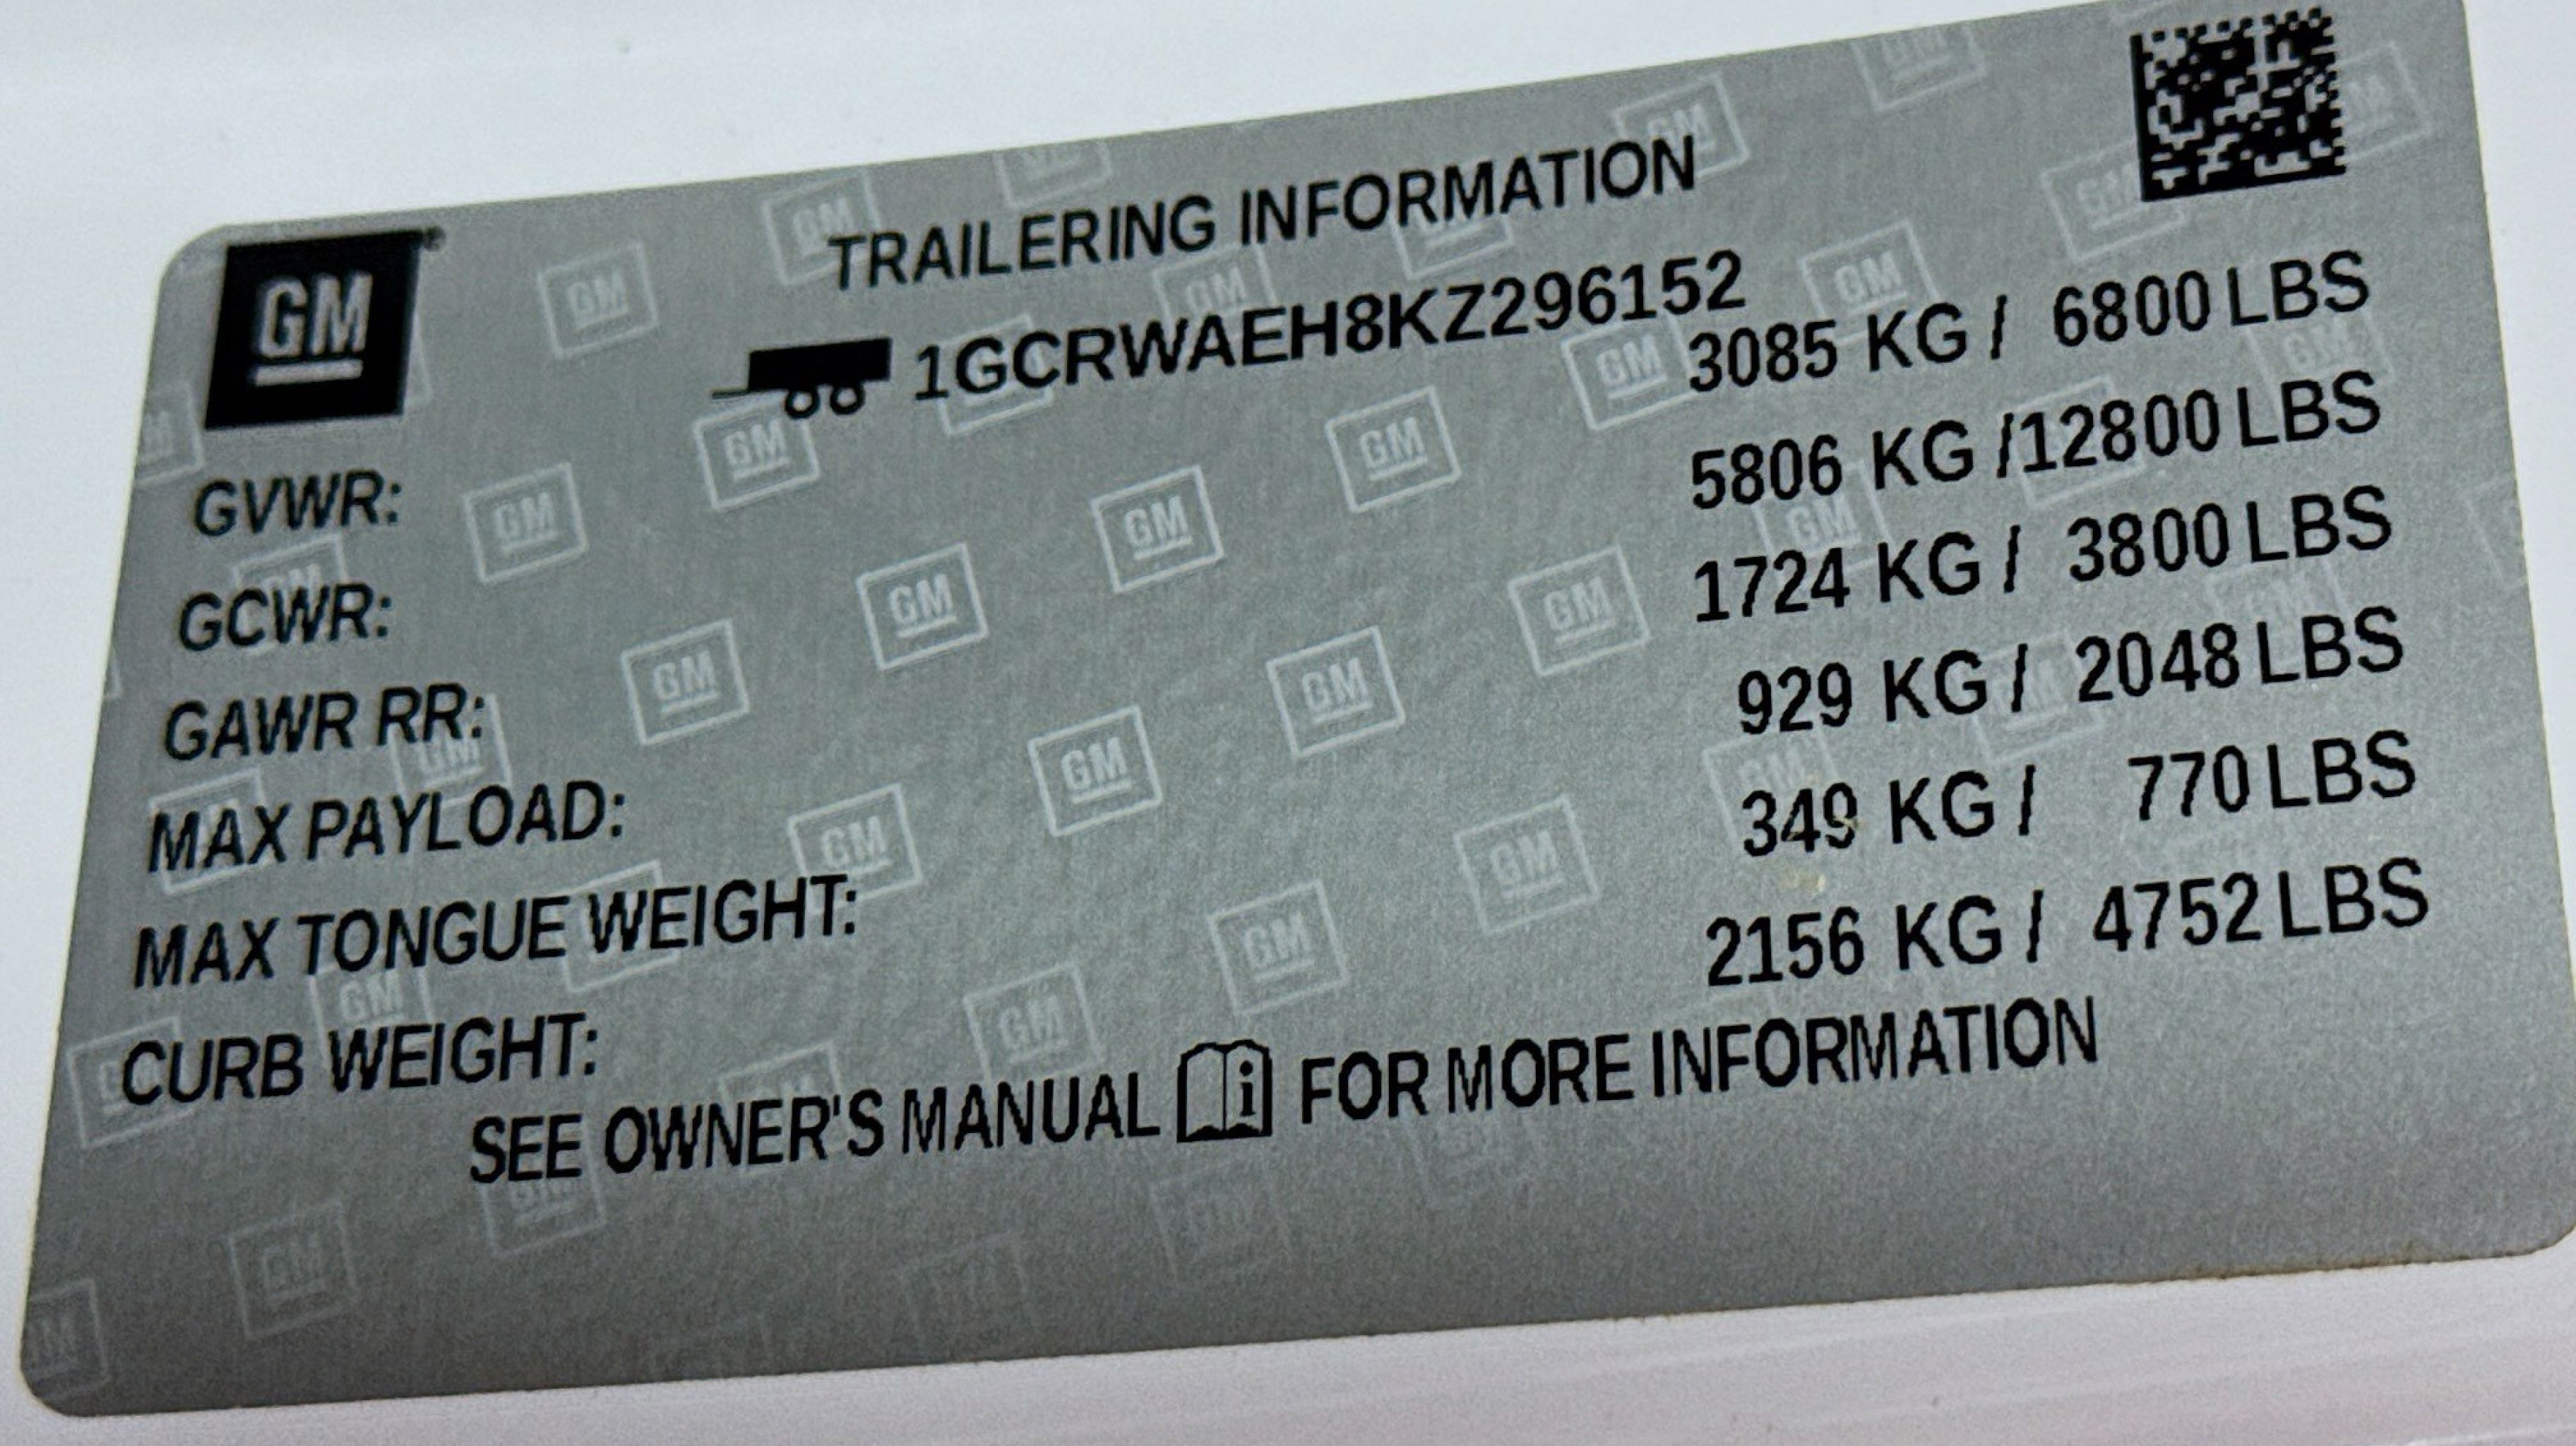 GM
TRAILERING INFORMATION
1GCRWAEH8KZ296152
GVWR: 3085 KG / 6800 LBS
GCWR: 5806 KG /12800 LBS
GAWR RR: 1724 KG / 3800 LBS
MAX PAYLOAD: 929 KG / 2048 LBS
MAX TONGUE WEIGHT: 349 KG / 770 LBS
CURB WEIGHT: 2156 KG / 4752 LBS
SEE OWNER'S MANUAL i FOR MORE INFORMATION